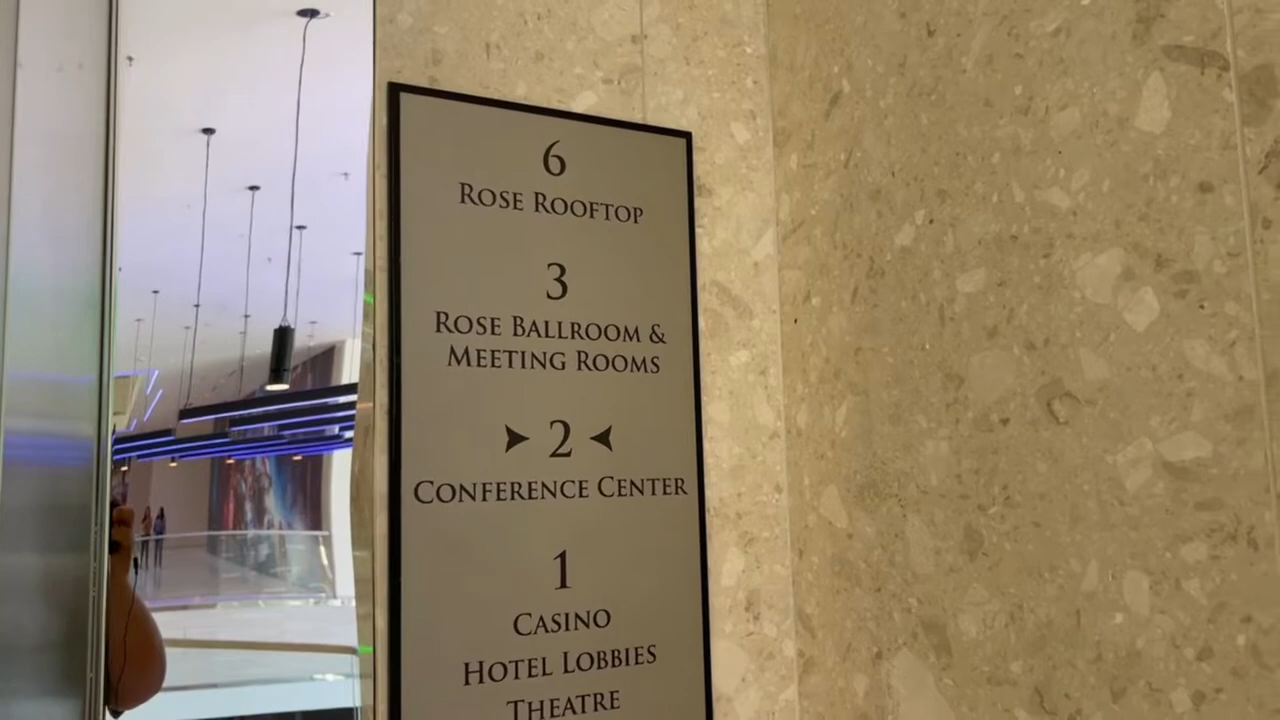 6
ROSE ROOFTOP
3
ROSE BALLROOM &
MEETING ROOMS
2
CONFERENCE CENTER
1
CASINO
HOTEL LOBBIES
THEATRE